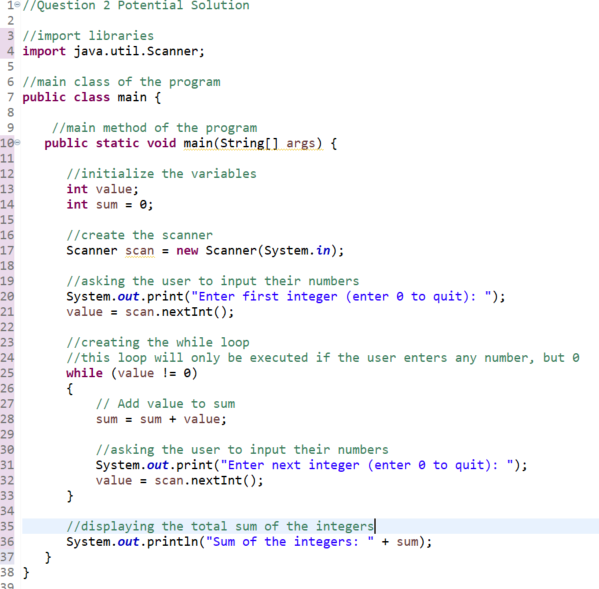 1 //Question 2 Potential Solution
2
3 //import libraries
4 import java.util.Scanner;
5
6 //main class of the program
7 public class main {
8
9     //main method of the program
10    public static void main(String[] args) {
11
12       //initialize the variables
13       int value;
14       int sum = 0;
15
16       //create the scanner
17       Scanner scan = new Scanner(System.in);
18
19       //asking the user to input their numbers
20       System.out.print("Enter first integer (enter 0 to quit): ");
21       value = scan.nextInt();
22
23       //creating the while loop
24       //this loop will only be executed if the user enters any number, but 0
25       while (value != 0)
26       {
27           // Add value to sum
28           sum = sum + value;
29
30           //asking the user to input their numbers
31           System.out.print("Enter next integer (enter 0 to quit): ");
32           value = scan.nextInt();
33       }
34
35       //displaying the total sum of the integers
36       System.out.println("Sum of the integers: " + sum);
37    }
38 }
39